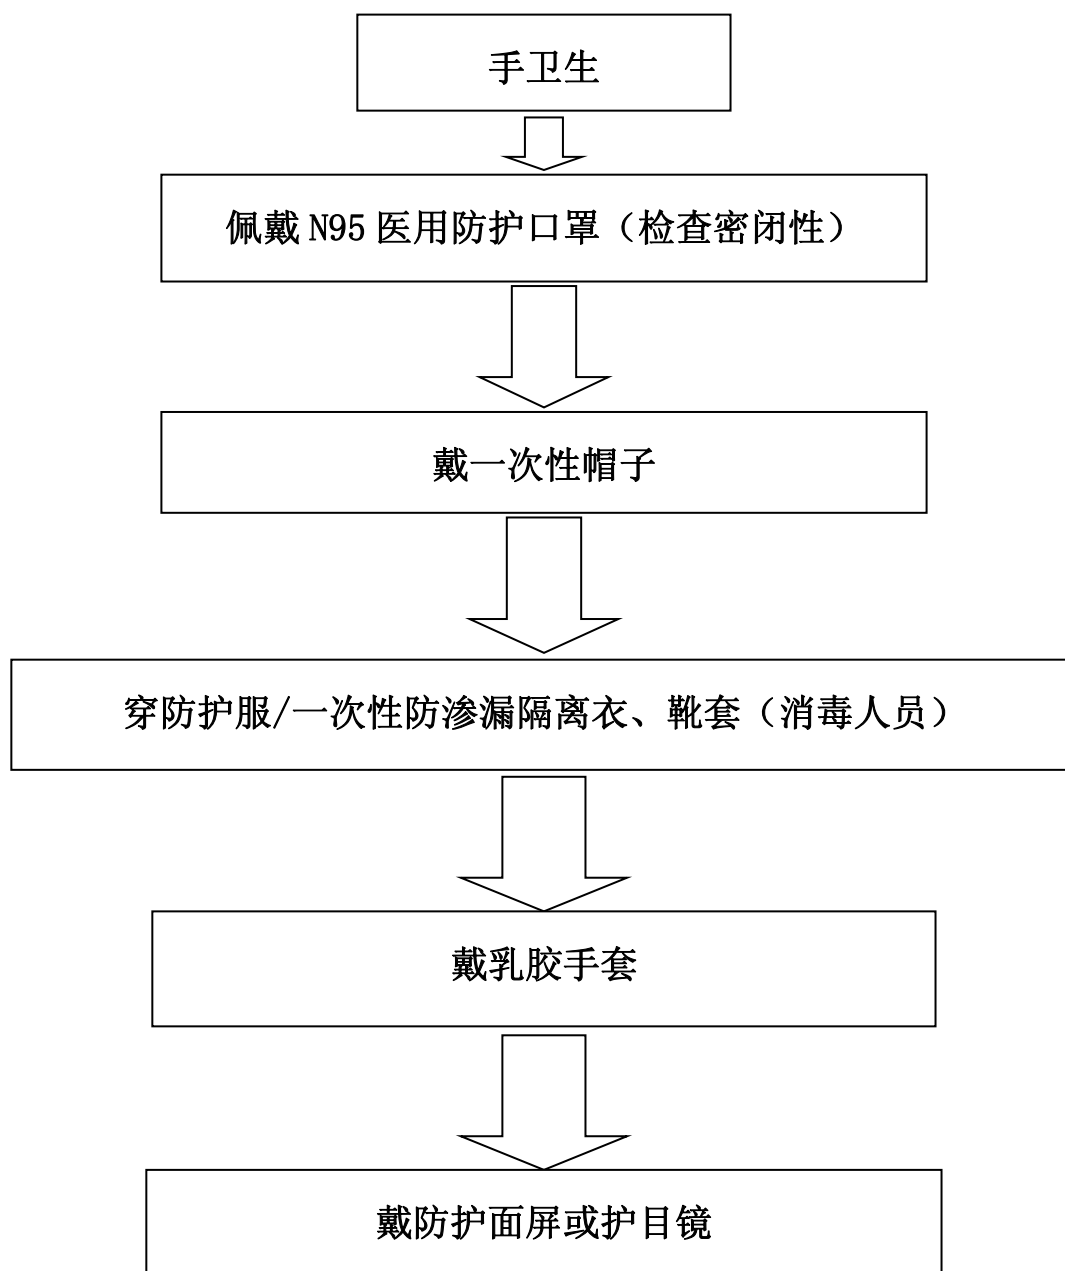 手卫生
佩戴 N95 医用防护口罩（检查密闭性）
戴一次性帽子
穿防护服/一次性防渗漏隔离衣、靴套（消毒人员）
戴乳胶手套
戴防护面屏或护目镜